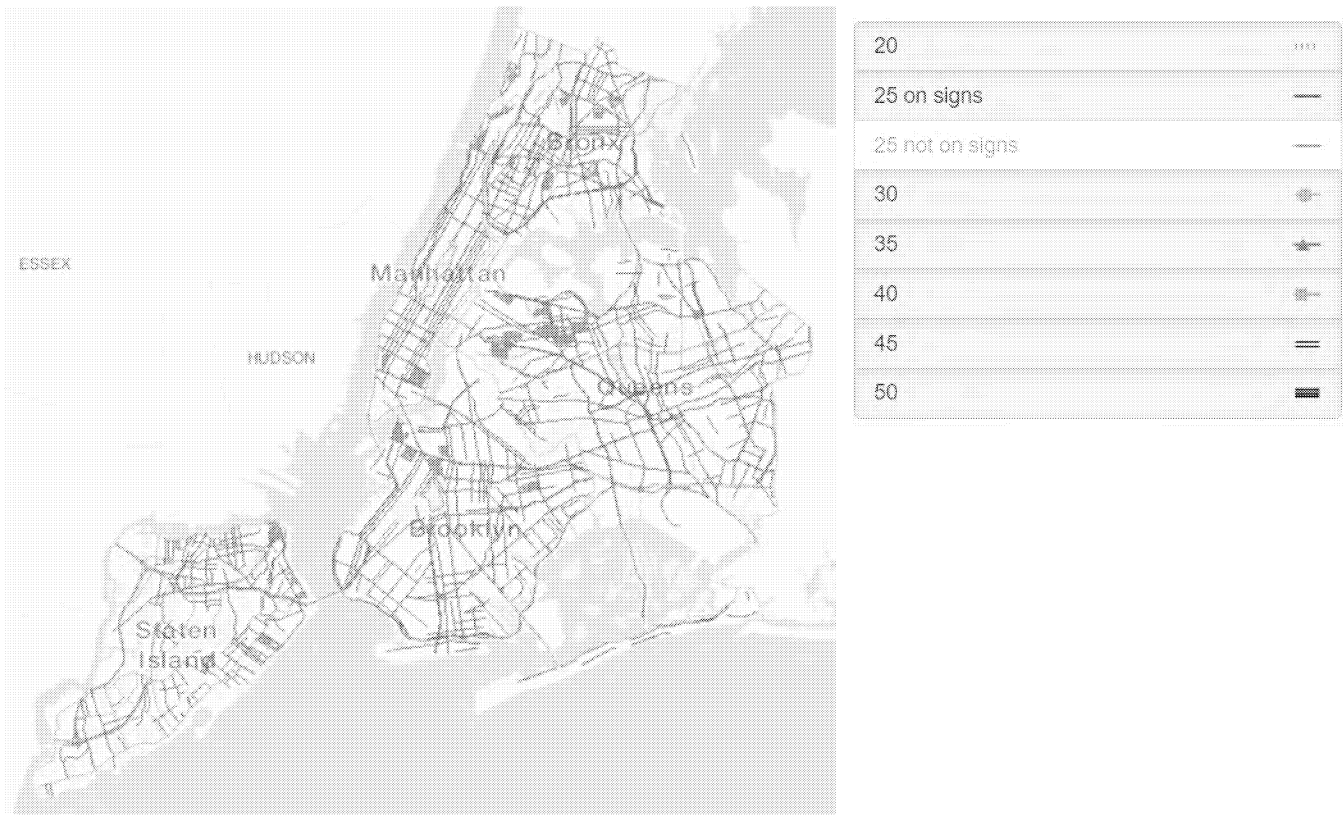 Bronx
ESSEX
Manhattan
HUDSON
Queens
Brooklyn
Staten
Island
20
25 on signs
25 not on signs
30
35
40
45
50